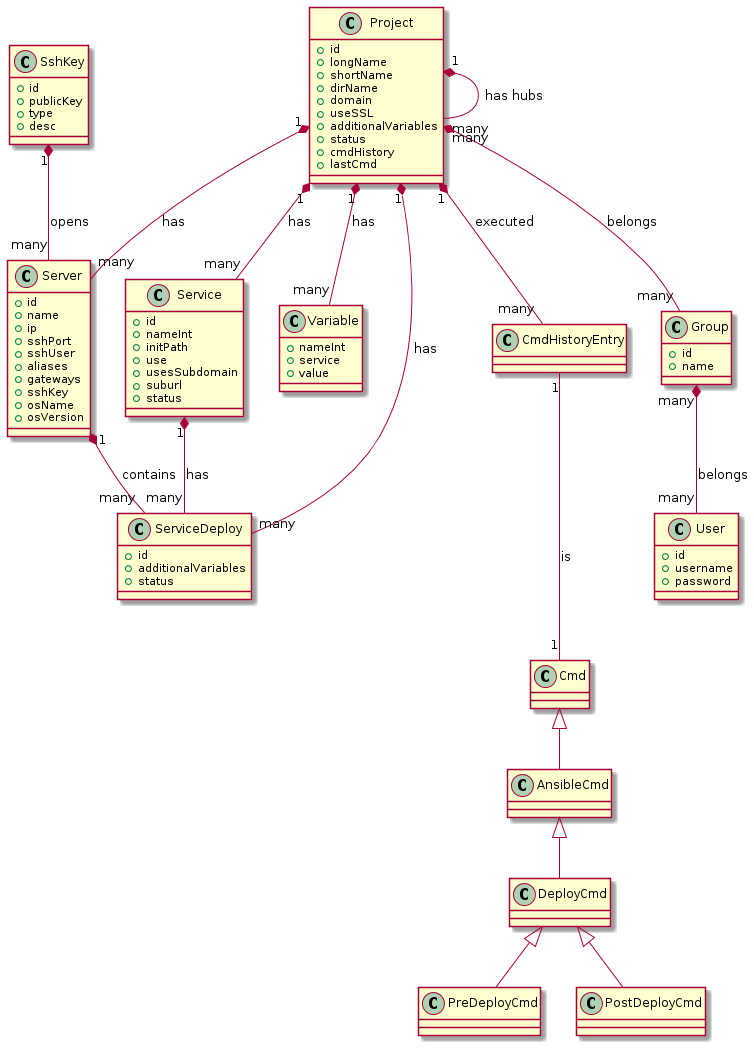 C Project
id
longName
shortName
dirName
domain
useSSL
additionalVariables
status
cmdHistory
lastCmd
C SshKey
id
publicKey
type
desc
1
has hubs
many
many
1
1
1
1
1
1
opens
has
has
has
executed
belongs
many
many
many
many
many
many
C Server
id
name
ip
sshPort
sshUser
aliases
gateways
sshKey
osName
osVersion
C Service
id
nameInt
initPath
use
usesSubdomain
suburl
status
C Variable
nameInt
service
value
has
C CmdHistoryEntry
C Group
id
name
1
1
1
many
contains
has
belongs
many
many
many
many
C ServiceDeploy
id
additionalVariables
status
C User
id
username
password
is
1
C Cmd
C AnsibleCmd
C DeployCmd
C PreDeployCmd
C PostDeployCmd